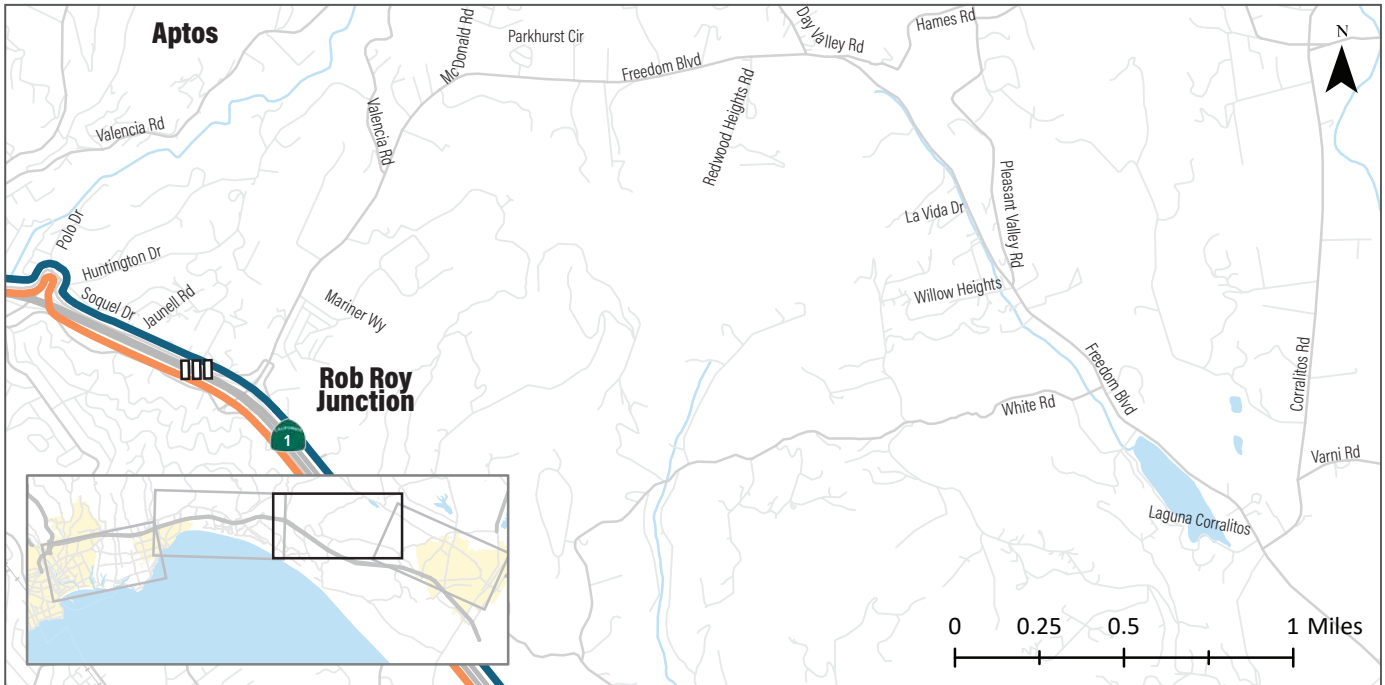 Aptos
McDonald Rd
Parkhurst Cir
Day Valley Rd
Hames Rd
N
Freedom Blvd
Valencia Rd
Valencia Rd
Redwood Heights Rd
Pleasant Valley Rd
La Vida Dr
Polo Dr
Huntington Dr
Soquel Dr
Jaunell Rd
Mariner Wy
Willow Heights
Rob Roy
Junction
Freedom Blvd
Corralitos Rd
White Rd
CALIFORNIA
1
Varni Rd
Laguna Corralitos
0 0.25 0.5 1 Miles